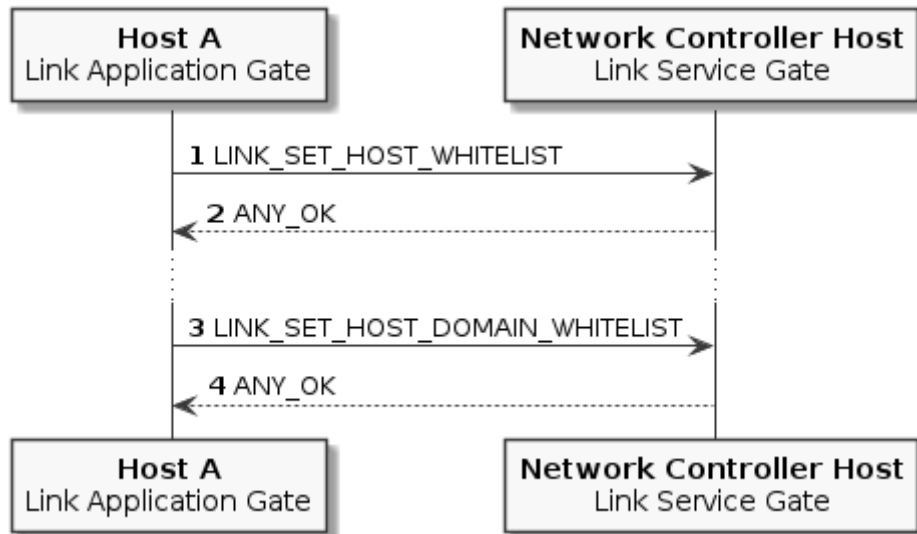 Host A
Link Application Gate
Network Controller Host
Link Service Gate
1 LINK_SET_HOST_WHITELIST
2 ANY_OK
3 LINK_SET_HOST_DOMAIN_WHITELIST
4 ANY_OK
Host A
Link Application Gate
Network Controller Host
Link Service Gate